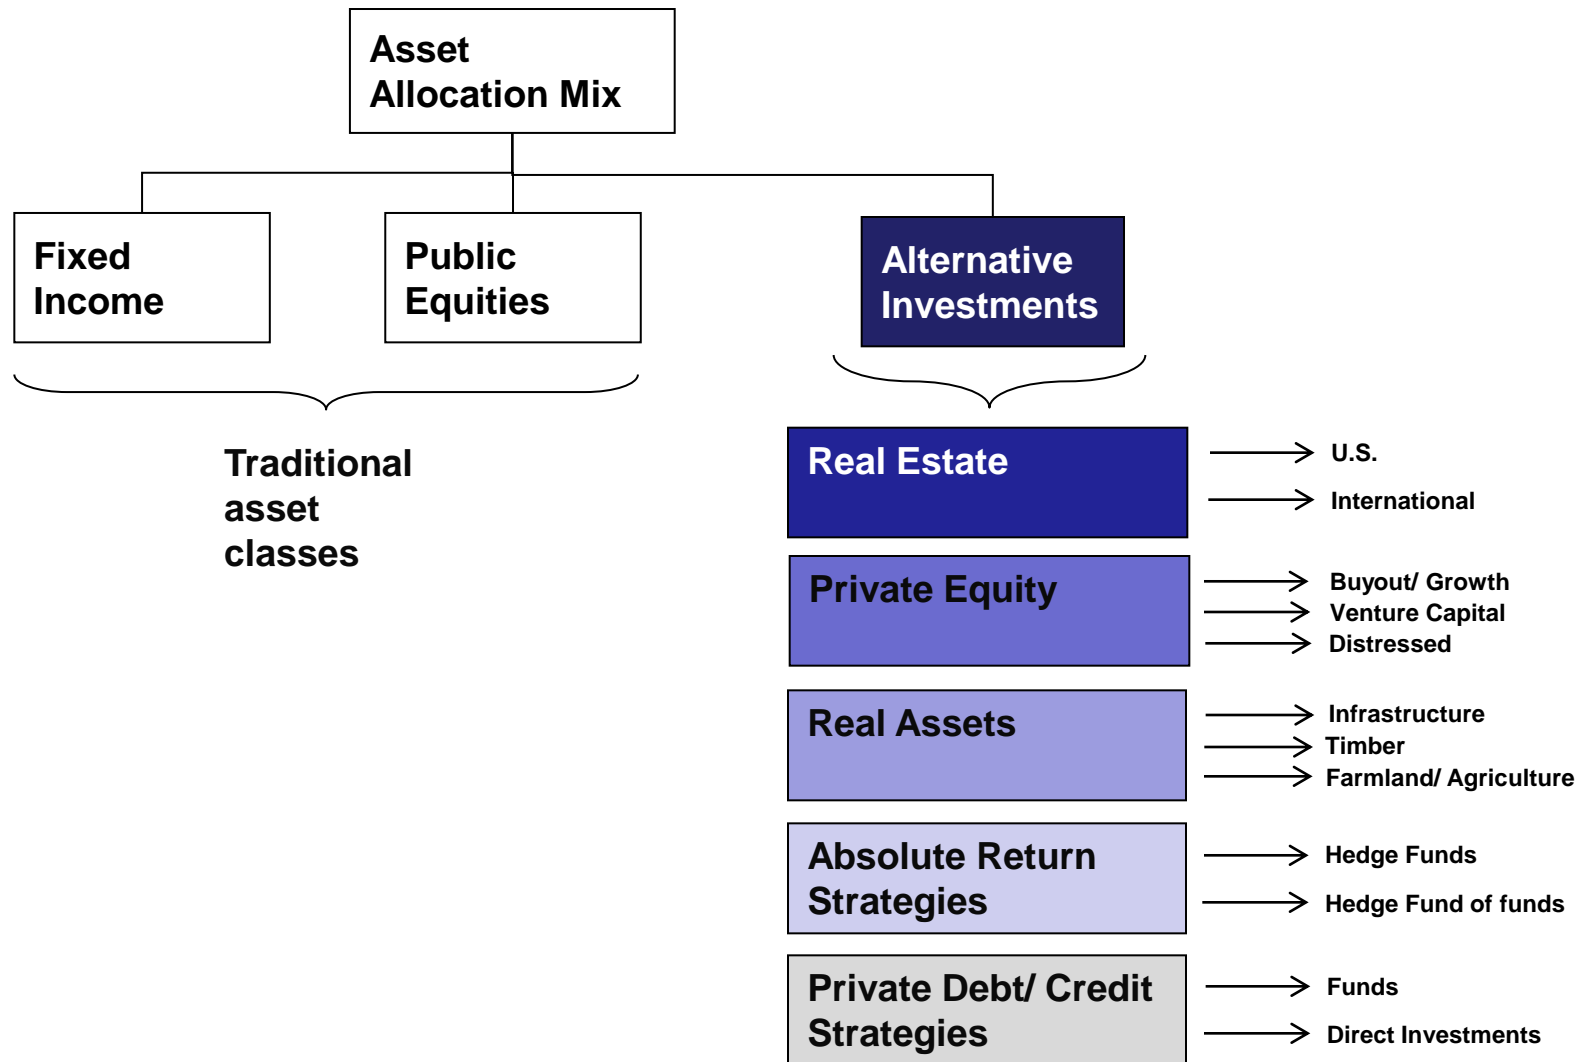 Asset
Allocation Mix
Fixed
Income
Public
Equities
Alternative
Investments
Traditional
asset
classes
Real Estate
U.S.
International
Private Equity
Buyout/ Growth
Venture Capital
Distressed
Real Assets
Infrastructure
Timber
Farmland/ Agriculture
Absolute Return
Strategies
Hedge Funds
Hedge Fund of funds
Private Debt/ Credit
Strategies
Funds
Direct Investments